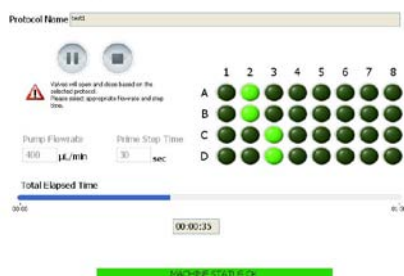 Protocol Name test1
Valves will open and close based on the
selected protocol.
Please select appropriate flowrate and step
time.
1 2 3 4 5 6 7 8
A
B
C
D
Pump Flowrate Prime Step Time
400 µL/min 30 sec
Total Elapsed Time
00:00
00:00:35
MACHINE STATUS OK